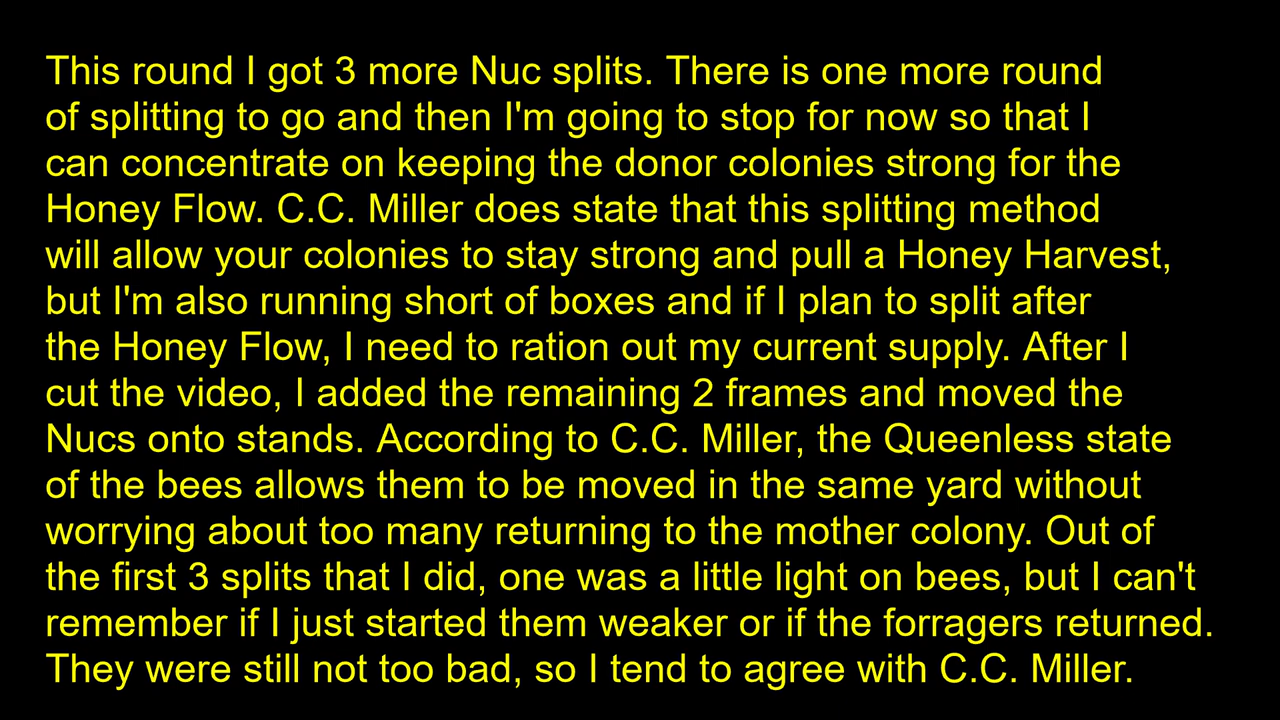 This round I got 3 more Nuc splits. There is one more round
of splitting to go and then I'm going to stop for now so that I
can concentrate on keeping the donor colonies strong for the
Honey Flow. C.C. Miller does state that this splitting method
will allow your colonies to stay strong and pull a Honey Harvest,
but I'm also running short of boxes and if I plan to split after
the Honey Flow, I need to ration out my current supply. After I
cut the video, I added the remaining 2 frames and moved the
Nucs onto stands. According to C.C. Miller, the Queenless state
of the bees allows them to be moved in the same yard without
worrying about too many returning to the mother colony. Out of
the first 3 splits that I did, one was a little light on bees, but I can't
remember if I just started them weaker or if the forragers returned.
They were still not too bad, so I tend to agree with C.C. Miller.